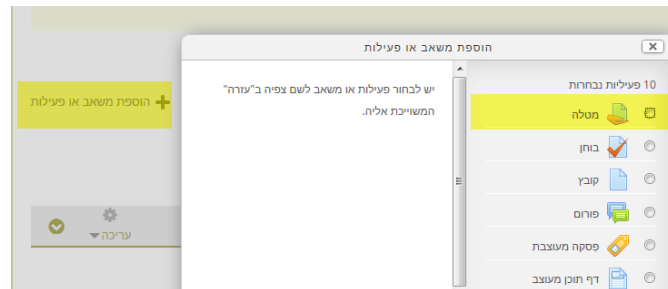 הוספת משאב או פעילות
10 פעיליות נבחרות
מטלה
בוחן
קובץ
פורום
פסקה מעוצבת
דף תוכן מעוצב
יש לבחור פעילות או משאב לשם צפיה ב"עזרה"
המשוייכת אליה.
הוספת משאב או פעילות
עריכה